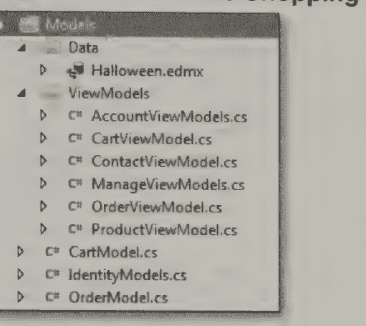 Shopping
Models
Data
Halloween.edmx
ViewModels
C# AccountViewModels.cs
C# CartViewModel.cs
C# ContactViewModel.cs
C# ManageViewModels.cs
C# OrderViewModel.cs
C# ProductViewModel.cs
C# CartModel.cs
C# IdentityModels.cs
C# OrderModel.cs